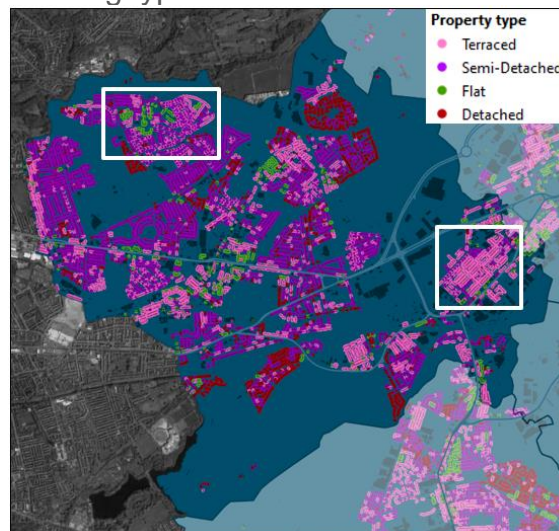 Property type
Terraced
Semi-Detached
Flat
Detached